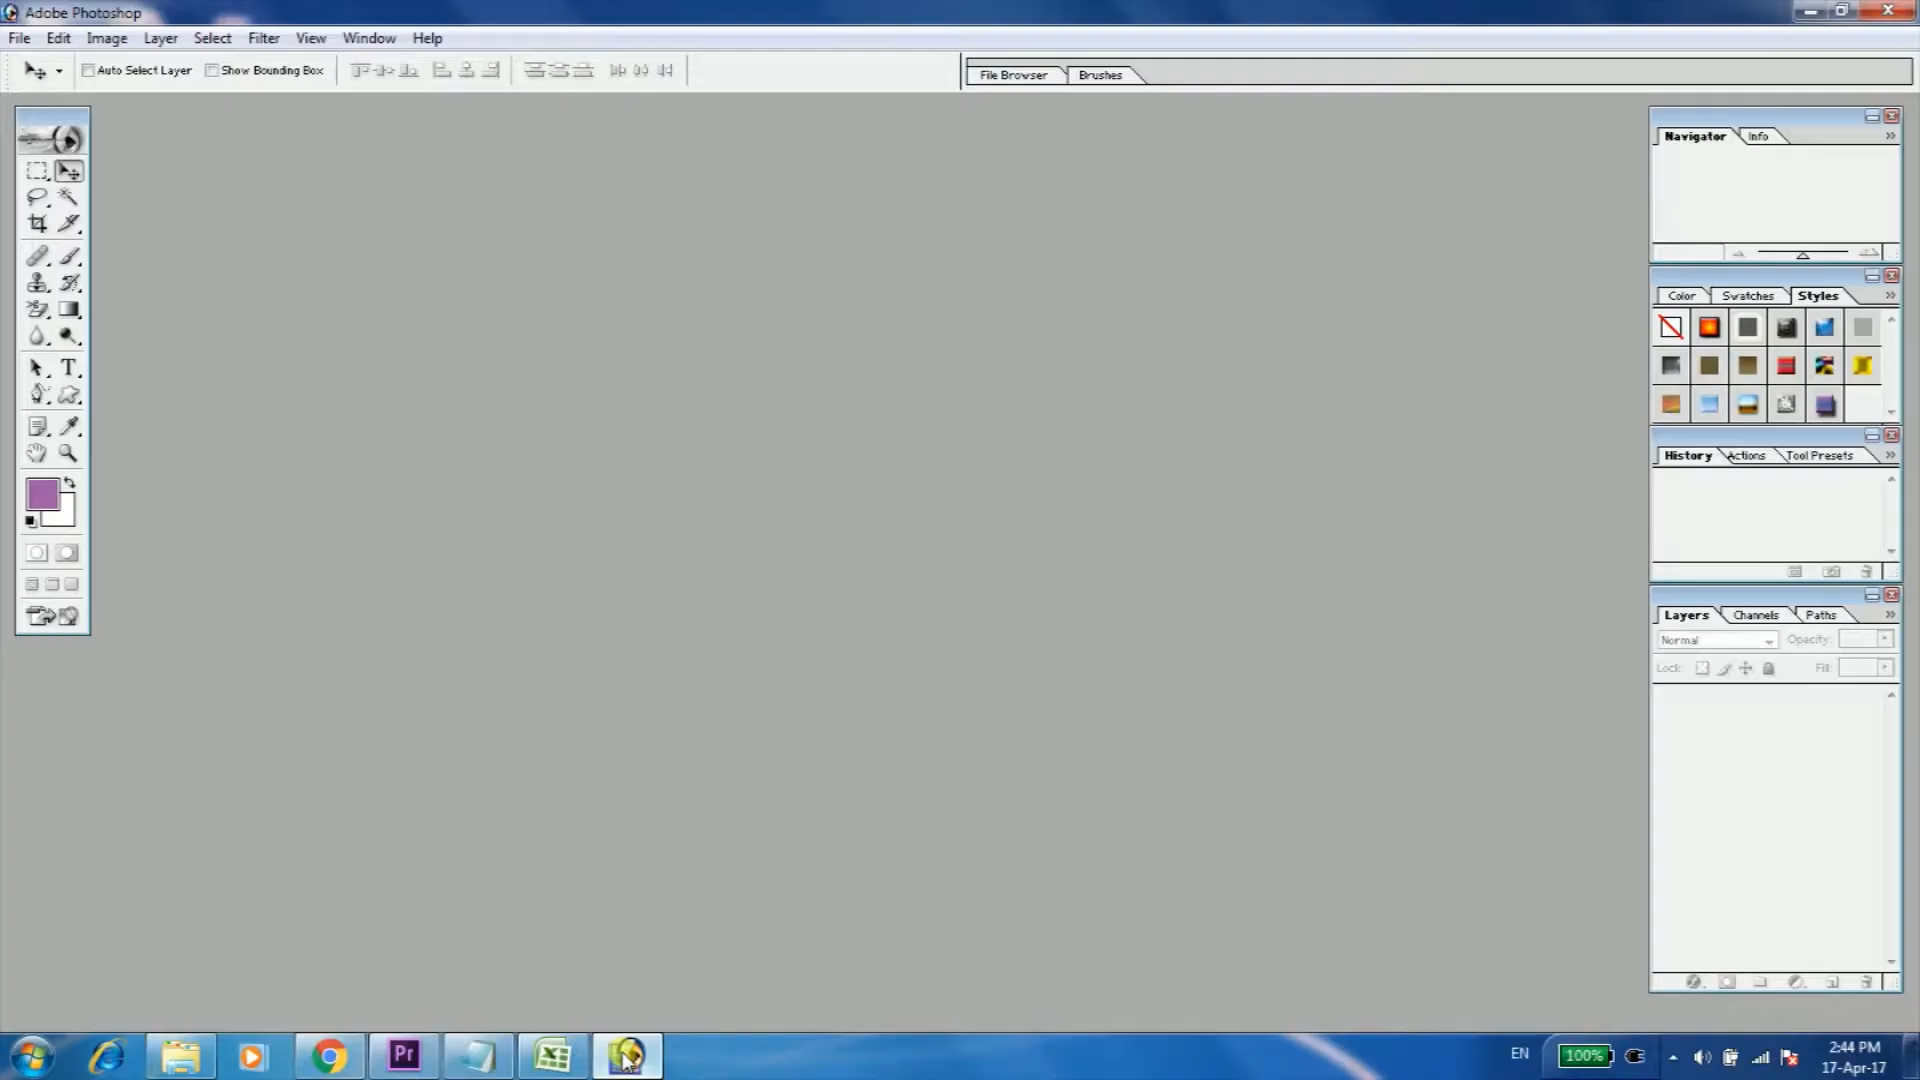 Adobe Photoshop
File Edit Image Layer Select Filter View Window Help
Auto Select Layer Show Bounding Box
File Browser Brushes
Navigator Info
Color Swatches Styles
T
History Actions Tool Presets
Layers Channels Paths
Normal Opacity:
Lock: Fill:
Pr
EN 100% 2:44 PM
17-Apr-17